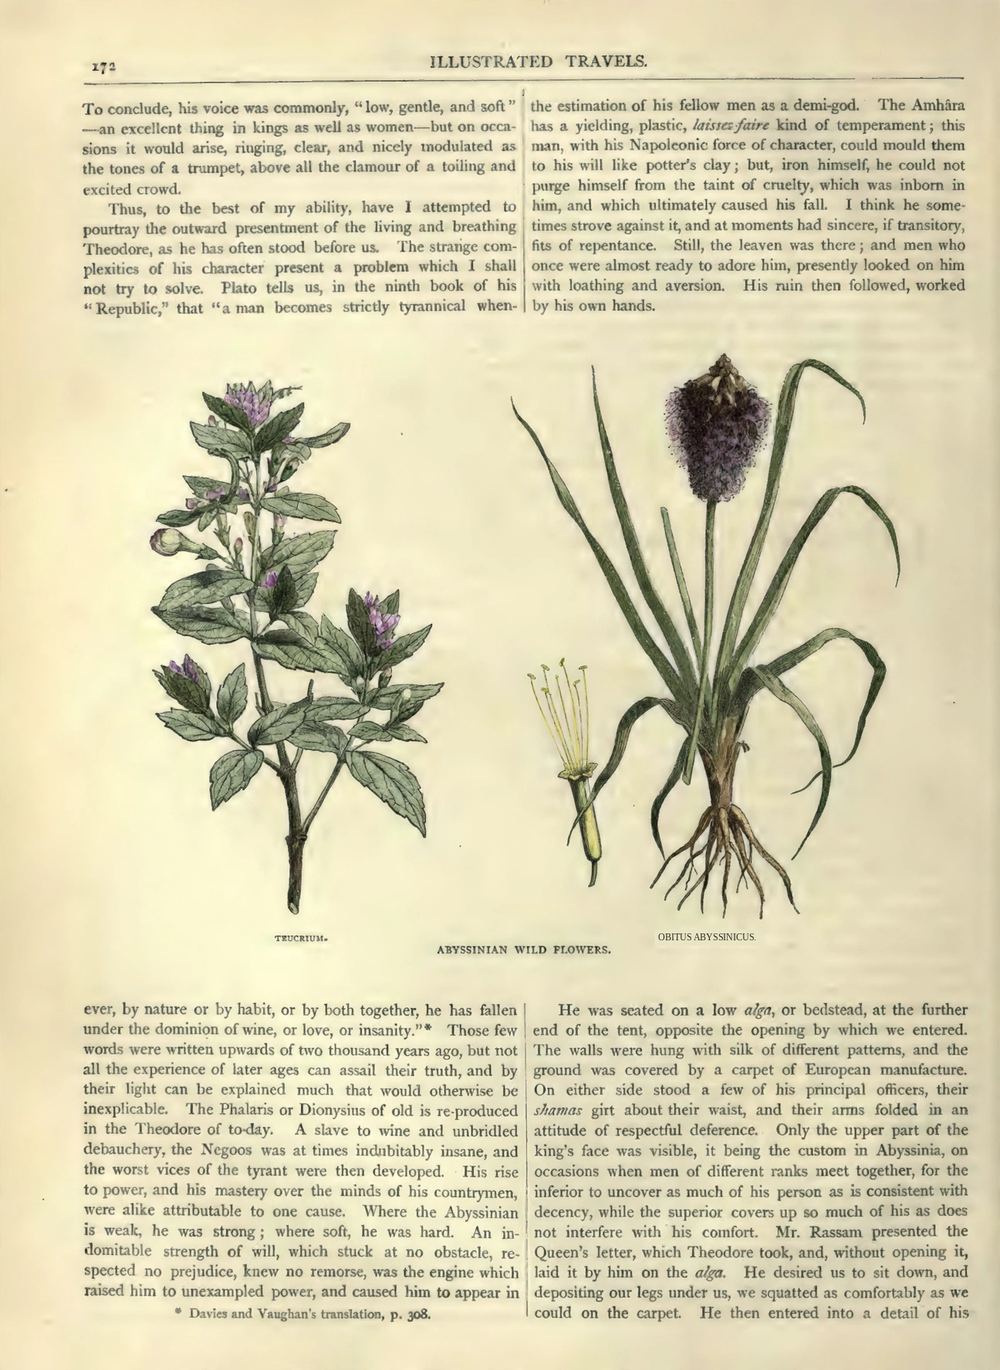 172
ILLUSTRATED TRAVELS.
To conclude, his voice was commonly, “low, gentle, and soft”
—an excellent thing in kings as well as women—but on occa-
sions it would arise, ringing, clear, and nicely modulated as
the tones of a trumpet, above all the clamour of a toiling and
excited crowd.
Thus, to the best of my ability, have I attempted to
pourtray the outward presentment of the living and breathing
Theodore, as he has often stood before us. The strange com-
plexities of his character present a problem which I shall
not try to solve. Plato tells us, in the ninth book of his
“Republic,” that “a man becomes strictly tyrannical when-
the estimation of his fellow men as a demi-god. The Amhâra
has a yielding, plastic, laissez faire kind of temperament; this
man, with his Napoleonic force of character, could mould them
to his will like potter's clay; but, iron himself, he could not
purge himself from the taint of cruelty, which was inborn in
him, and which ultimately caused his fall. I think he some-
times strove against it, and at moments had sincere, if transitory,
fits of repentance. Still, the leaven was there; and men who
once were almost ready to adore him, presently looked on him
with loathing and aversion. His ruin then followed, worked
by his own hands.
TEUCRIUM.
OBITUS ABYSSINICUS.
ABYSSINIAN WILD FLOWERS.
ever, by nature or by habit, or by both together, he has fallen
under the dominion of wine, or love, or insanity.”* Those few
words were written upwards of two thousand years ago, but not
all the experience of later ages can assail their truth, and by
their light can be explained much that would otherwise be
inexplicable. The Phalaris or Dionysius of old is re-produced
in the Theodore of to-day. A slave to wine and unbridled
debauchery, the Negoos was at times indubitably insane, and
the worst vices of the tyrant were then developed. His rise
to power, and his mastery over the minds of his countrymen,
were alike attributable to one cause. Where the Abyssinian
is weak, he was strong; where soft, he was hard. An in-
domitable strength of will, which stuck at no obstacle, re-
spected no prejudice, knew no remorse, was the engine which
raised him to unexampled power, and caused him to appear in
* Davies and Vaughan's translation, p. 308.
He was seated on a low alga, or bedstead, at the further
end of the tent, opposite the opening by which we entered.
The walls were hung with silk of different patterns, and the
ground was covered by a carpet of European manufacture.
On either side stood a few of his principal officers, their
shamas girt about their waist, and their arms folded in an
attitude of respectful deference. Only the upper part of the
king's face was visible, it being the custom in Abyssinia, on
occasions when men of different ranks meet together, for the
inferior to uncover as much of his person as is consistent with
decency, while the superior covers up so much of his as does
not interfere with his comfort. Mr. Rassam presented the
Queen's letter, which Theodore took, and, without opening it,
laid it by him on the alga. He desired us to sit down, and
depositing our legs under us, we squatted as comfortably as we
could on the carpet. He then entered into a detail of his